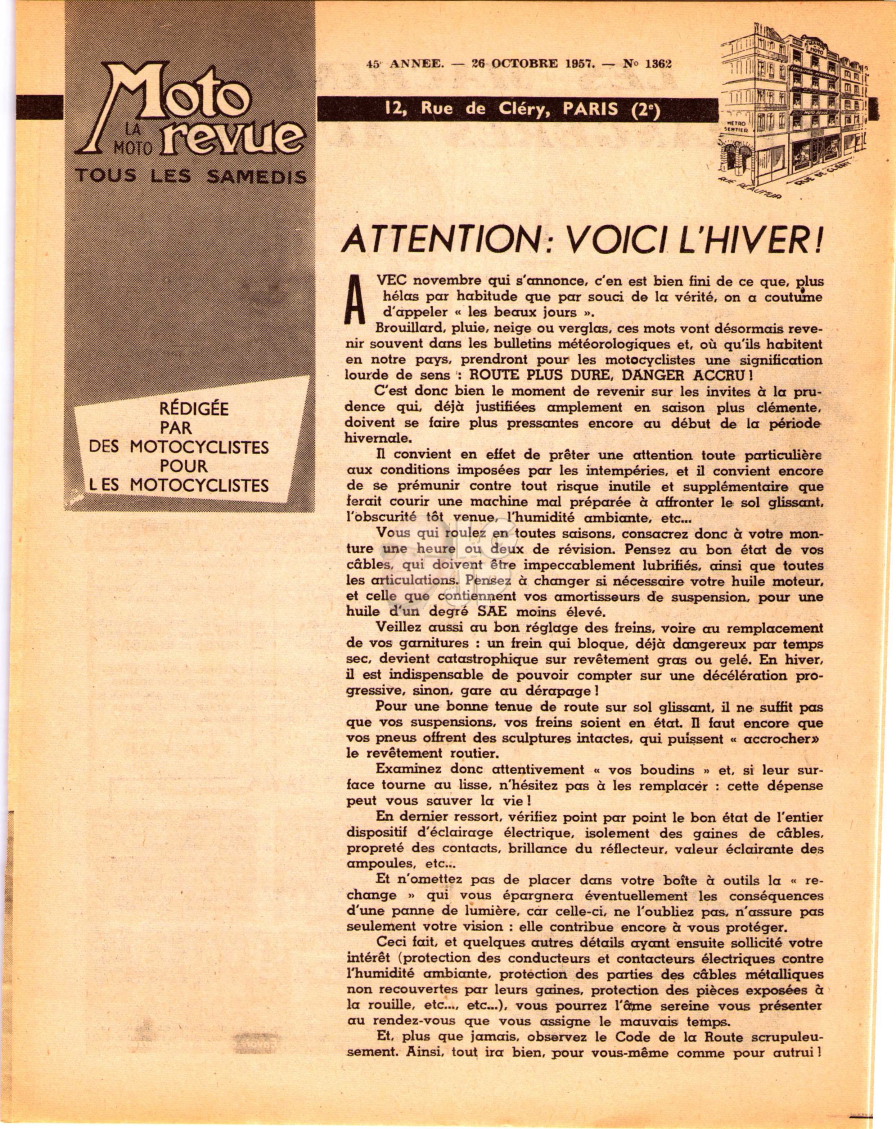 45e ANNEE. — 26 OCTOBRE 1957. — No 1362
12, Rue de Cléry, PARIS (2e)
METRO
SENTIER
RUE REAUMUR
RUE DE CLERY
Moto
LA
MOTO revue
TOUS LES SAMEDIS
RÉDIGÉE
PAR
DES MOTOCYCLISTES
POUR
LES MOTOCYCLISTES
ATTENTION : VOICI L'HIVER !
AVEC novembre qui s'annonce, c'en est bien fini de ce que, plus
hélas par habitude que par souci de la vérité, on a coutume
d'appeler « les beaux jours ».
Brouillard, pluie, neige ou verglas, ces mots vont désormais reve-
nir souvent dans les bulletins météorologiques et, où qu'ils habitent
en notre pays, prendront pour les motocyclistes une signification
lourde de sens : ROUTE PLUS DURE, DANGER ACCRU !
C'est donc bien le moment de revenir sur les invites à la pru-
dence qui, déjà justifiées amplement en saison plus clémente,
doivent se faire plus pressantes encore au début de la période
hivernale.
Il convient en effet de prêter une attention toute particulière
aux conditions imposées par les intempéries, et il convient encore
de se prémunir contre tout risque inutile et supplémentaire que
ferait courir une machine mal préparée à affronter le sol glissant,
l'obscurité tôt venue, l'humidité ambiante, etc...
Vous qui roulez en toutes saisons, consacrez donc à votre mon-
ture une heure ou deux de révision. Pensez au bon état de vos
câbles, qui doivent être impeccablement lubrifiés, ainsi que toutes
les articulations. Pensez à changer si nécessaire votre huile moteur,
et celle que contiennent vos amortisseurs de suspension, pour une
huile d'un degré SAE moins élevé.
Veillez aussi au bon réglage des freins, voire au remplacement
de vos garnitures : un frein qui bloque, déjà dangereux par temps
sec, devient catastrophique sur revêtement gras ou gelé. En hiver,
il est indispensable de pouvoir compter sur une décélération pro-
gressive, sinon, gare au dérapage !
Pour une bonne tenue de route sur sol glissant, il ne suffit pas
que vos suspensions, vos freins soient en état. Il faut encore que
vos pneus offrent des sculptures intactes, qui puissent « accrocher»
le revêtement routier.
Examinez donc attentivement « vos boudins » et, si leur sur-
face tourne au lisse, n'hésitez pas à les remplacer : cette dépense
peut vous sauver la vie !
En dernier ressort, vérifiez point par point le bon état de l'entier
dispositif d'éclairage électrique, isolement des gaines de câbles,
propreté des contacts, brillance du réflecteur, valeur éclairante des
ampoules, etc...
Et n'omettez pas de placer dans votre boîte à outils la « re-
change » qui vous épargnera éventuellement les conséquences
d'une panne de lumière, car celle-ci, ne l'oubliez pas, n'assure pas
seulement votre vision : elle contribue encore à vous protéger.
Ceci fait, et quelques autres détails ayant ensuite sollicité votre
intérêt (protection des conducteurs et contacteurs électriques contre
l'humidité ambiante, protection des parties des câbles métalliques
non recouvertes par leurs gaines, protection des pièces exposées à
la rouille, etc..., etc...), vous pourrez l'âme sereine vous présenter
au rendez-vous que vous assigne le mauvais temps.
Et, plus que jamais, observez le Code de la Route scrupuleu-
sement. Ainsi, tout ira bien, pour vous-même comme pour autrui !